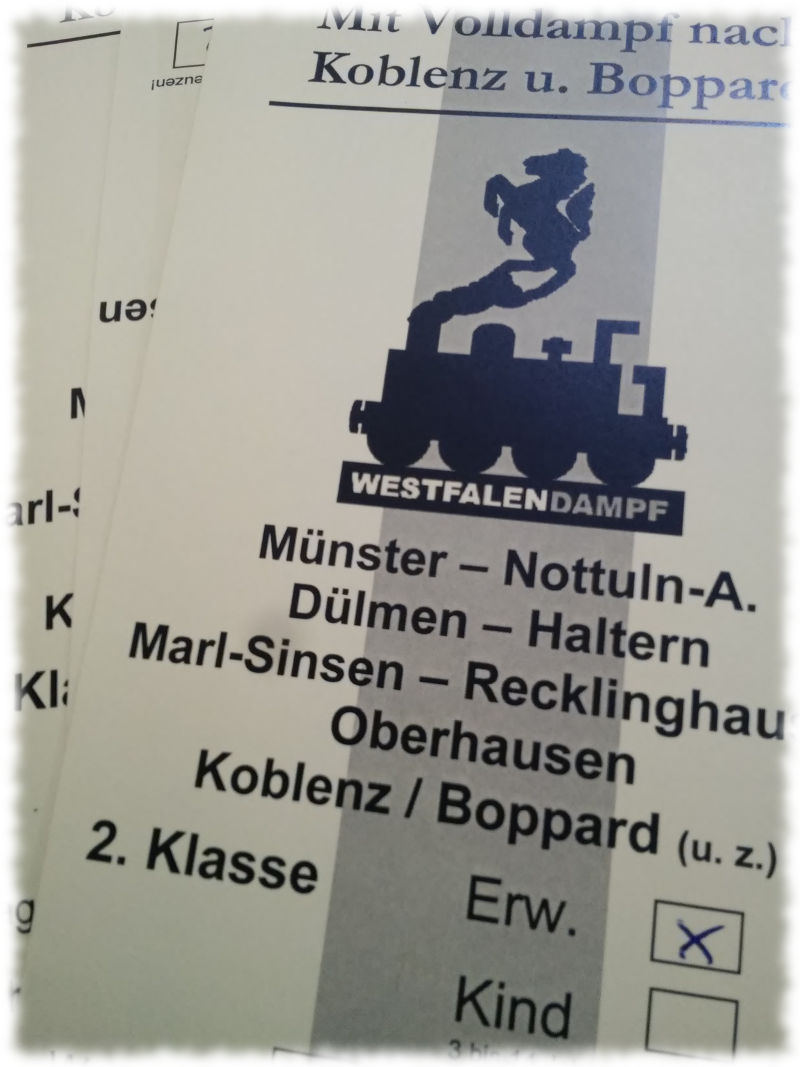 Mit Volldampf nach
Koblenz u. Boppard
WESTFALENDAMPF
Münster – Nottuln-A.
Dülmen – Haltern
Marl-Sinsen – Recklinghaus
Oberhausen
Koblenz / Boppard (u. z.)
2. Klasse
Erw.
X
Kind